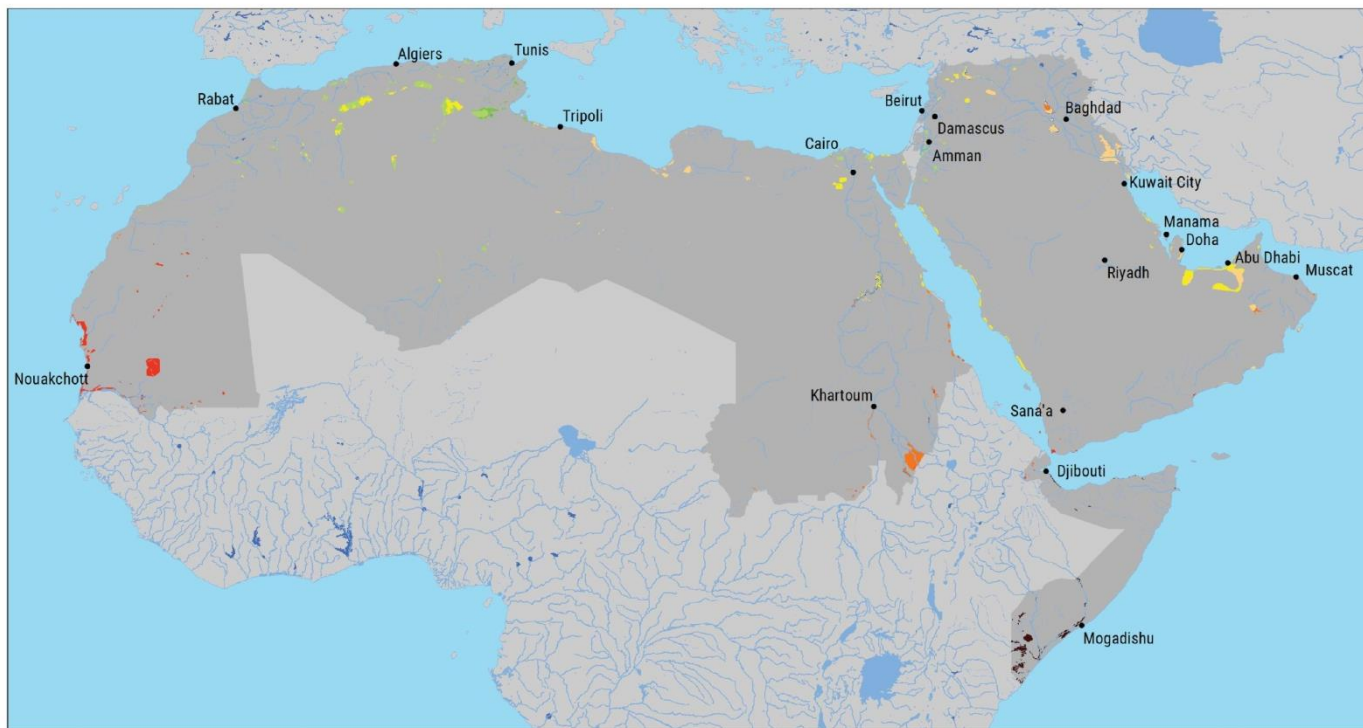 Algiers
Tunis
Rabat
Tripoli
Beirut
Baghdad
Damascus
Cairo
Amman
Kuwait City
Manama
Doha
Abu Dhabi
Riyadh
Muscat
Nouakchott
Khartoum
Sana'a
Djibouti
Mogadishu